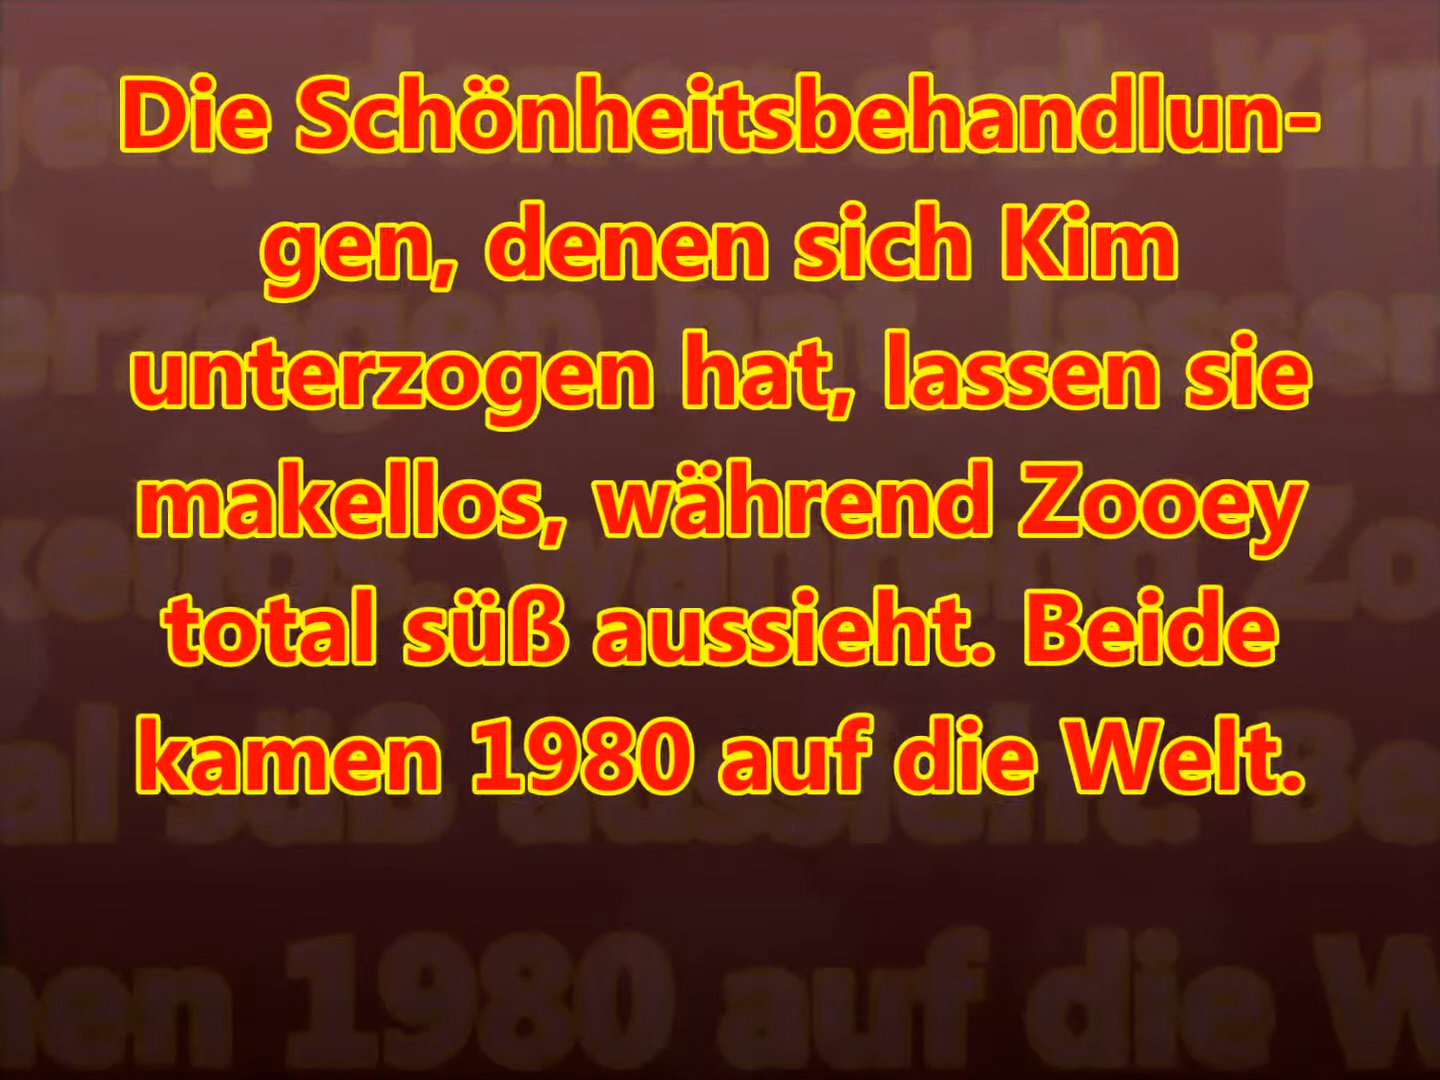 Die Schönheitsbehandlun-
gen, denen sich Kim
unterzogen hat, lassen sie
makellos, während Zooey
total süß aussieht. Beide
kamen 1980 auf die Welt.